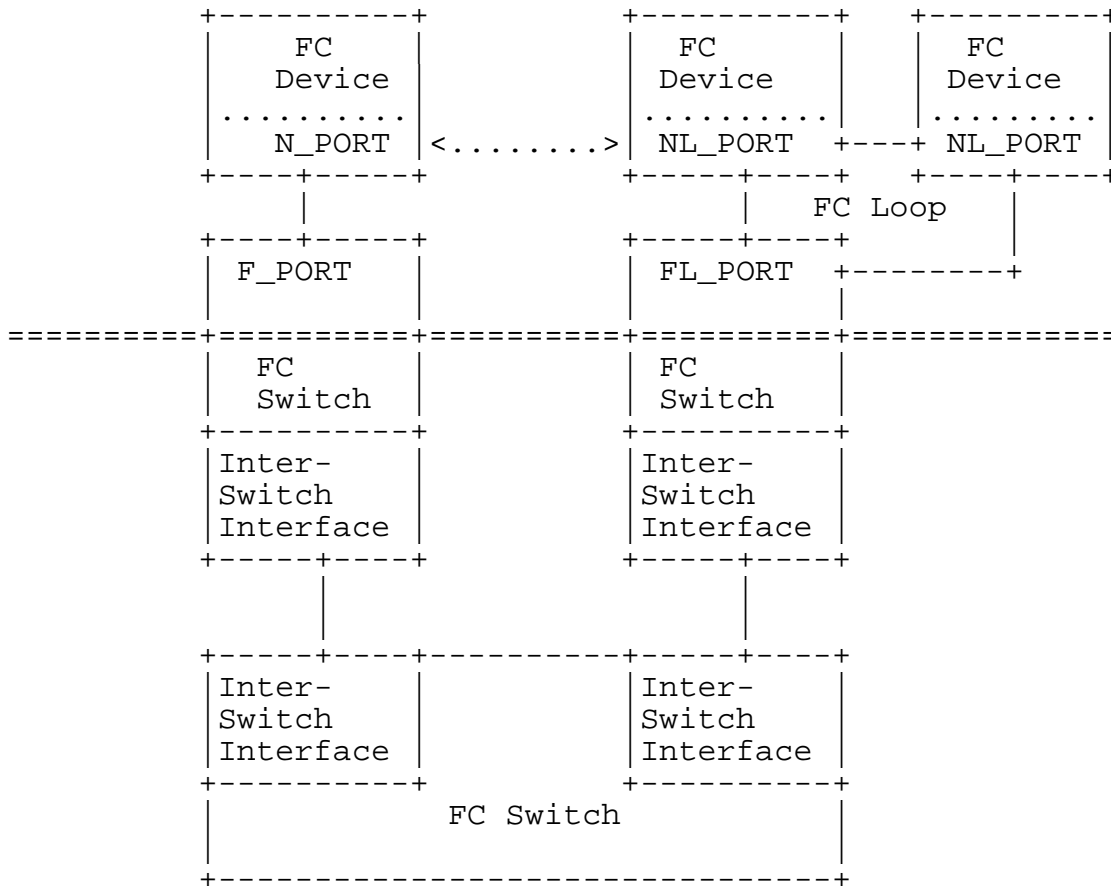 FC FC FC
Device Device Device
N_PORT <........> NL_PORT NL_PORT
FC Loop
F_PORT FL_PORT
FC FC
Switch Switch
Inter- Inter-
Switch Switch
Interface Interface
Inter- Inter-
Switch Switch
Interface Interface
FC Switch